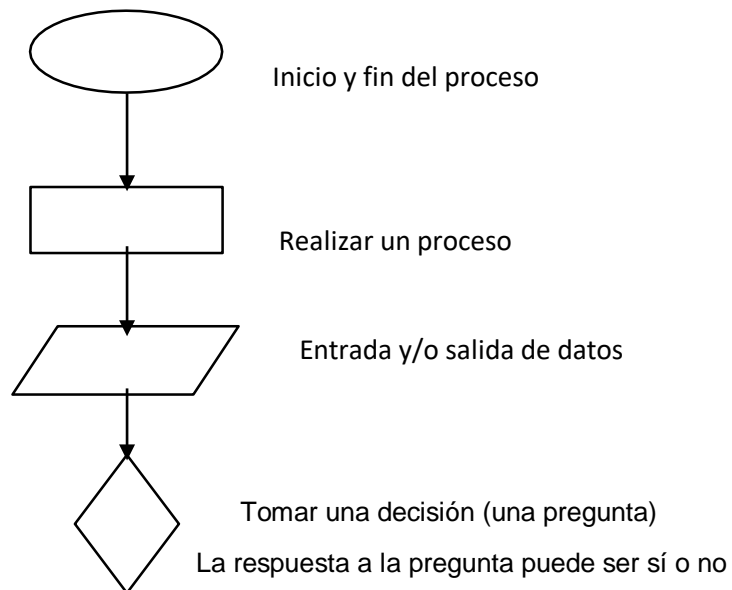 Inicio y fin del proceso
Realizar un proceso
Entrada y/o salida de datos
Tomar una decisión (una pregunta)
La respuesta a la pregunta puede ser sí o no